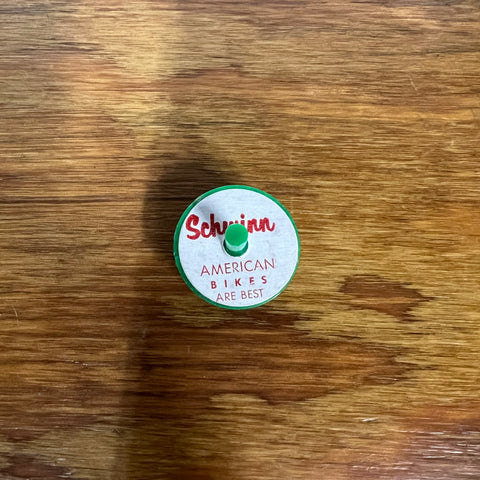 Schwinn
AMERICAN
BIKES
ARE BEST